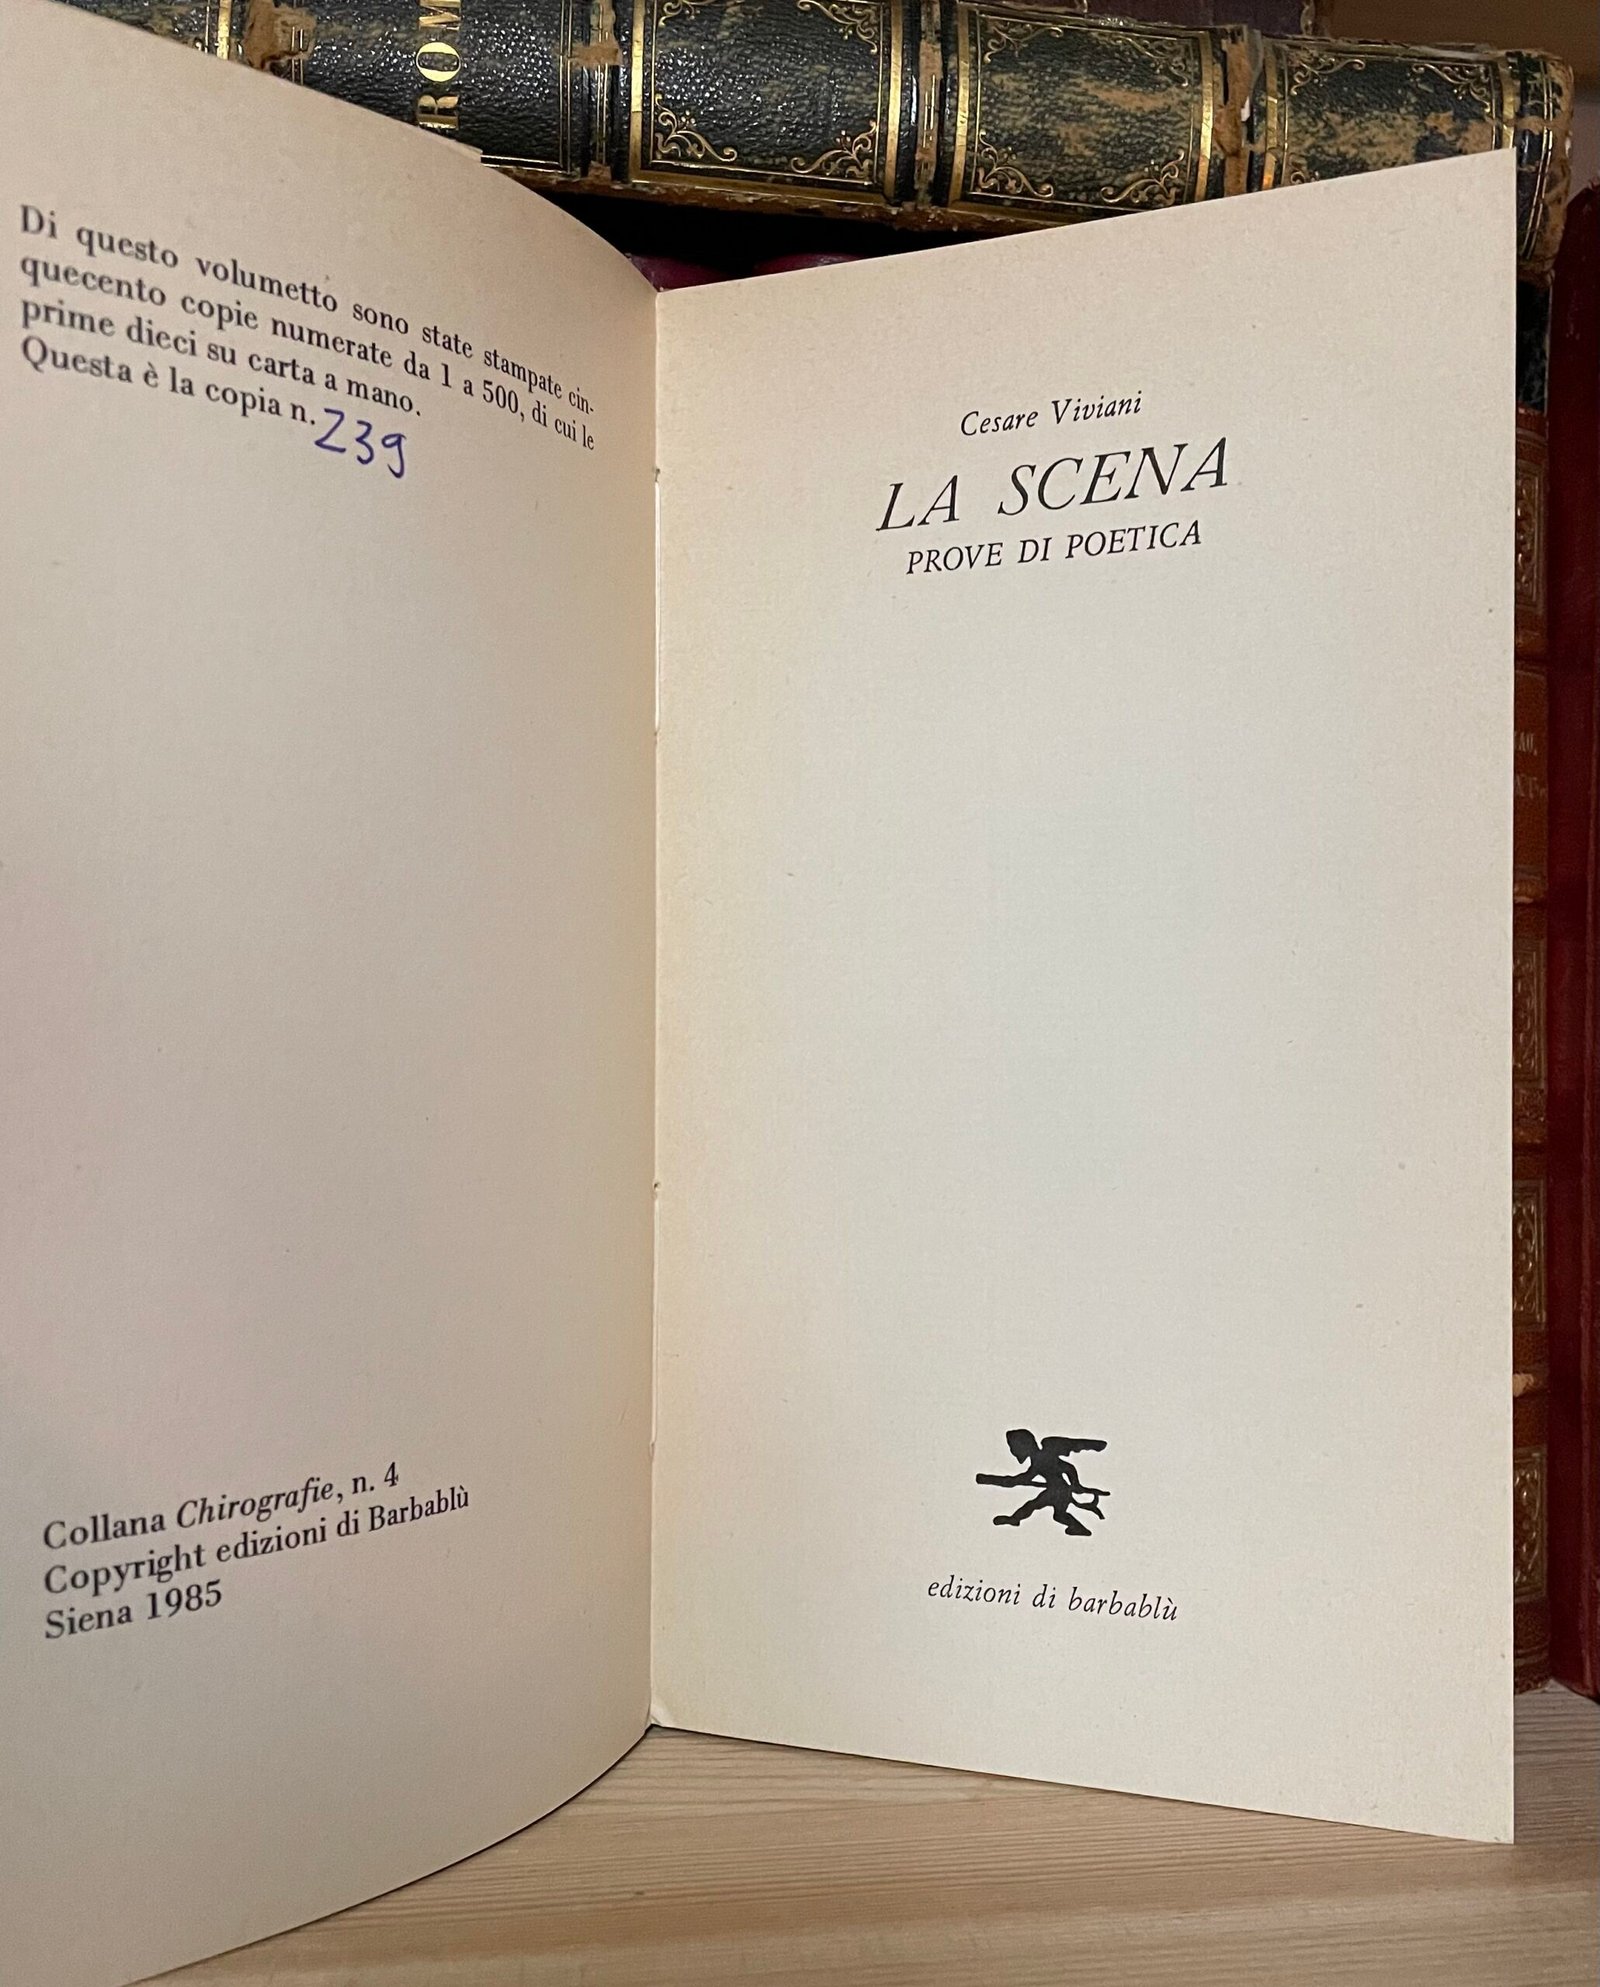 ROM
Di questo volumetto sono state stampate cin-
quecento copie numerate da 1 a 500, di cui le
prime dieci su carta a mano.
Questa è la copia n. 239
Collana Chirografie, n. 4
Copyright edizioni di Barbablù
Siena 1985
Cesare Viviani
LA SCENA
PROVE DI POETICA
edizioni di barbablù